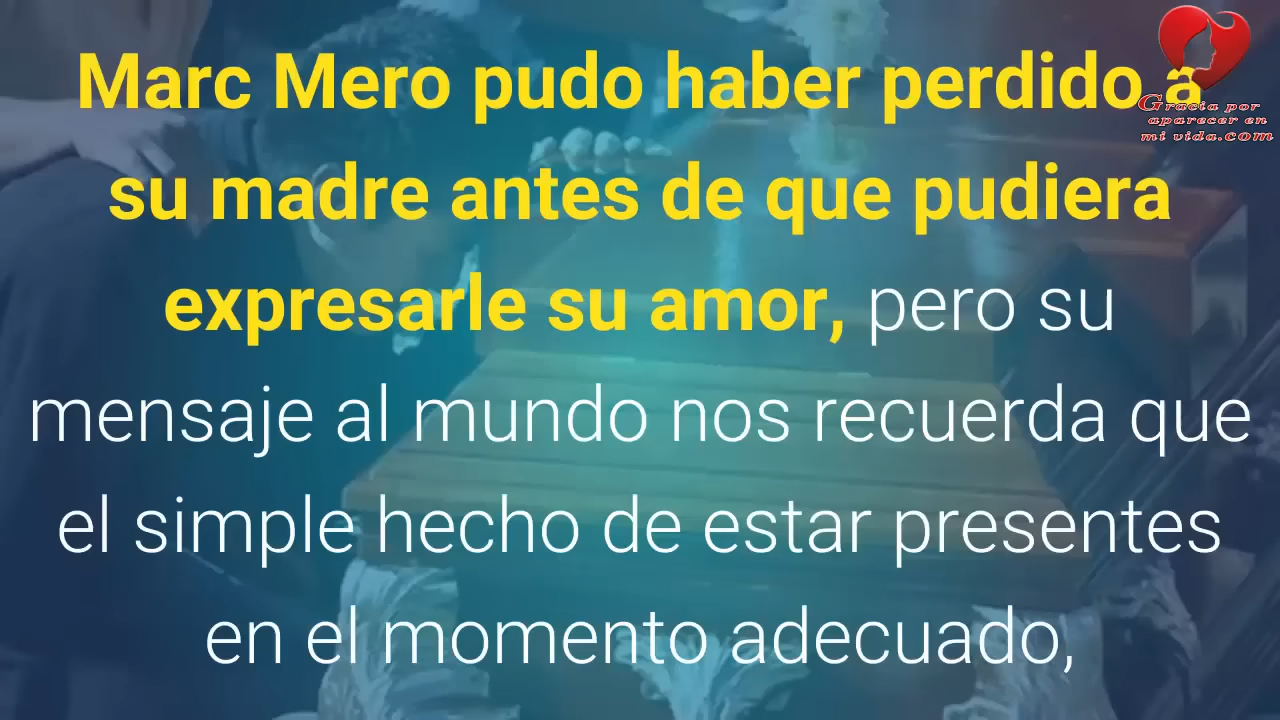 Marc Mero pudo haber perdido a
su madre antes de que pudiera
expresarle su amor, pero su
mensaje al mundo nos recuerda que
el simple hecho de estar presentes
en el momento adecuado,
Gracia por
aparecer en
mi vida.com